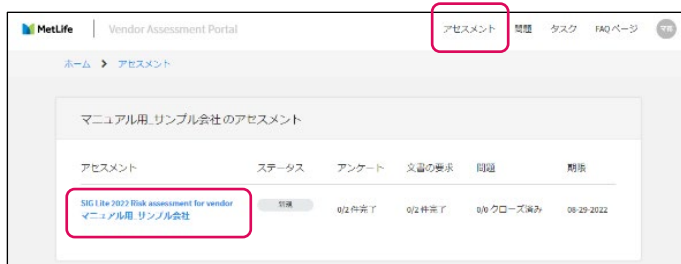 MetLife Vendor Assessment Portal アセスメント 問題 タスク FAQ ページ
ホーム > アセスメント
マニュアル用_サンプル会社 のアセスメント
アセスメント ステータス アンケート 文書の要求 問題 期限
SIG Lite 2022 Risk assessment for vendor
マニュアル用_サンプル会社
新規 0/2 件完了 0/2 件完了 0/0 クローズ済み 08-29-2022